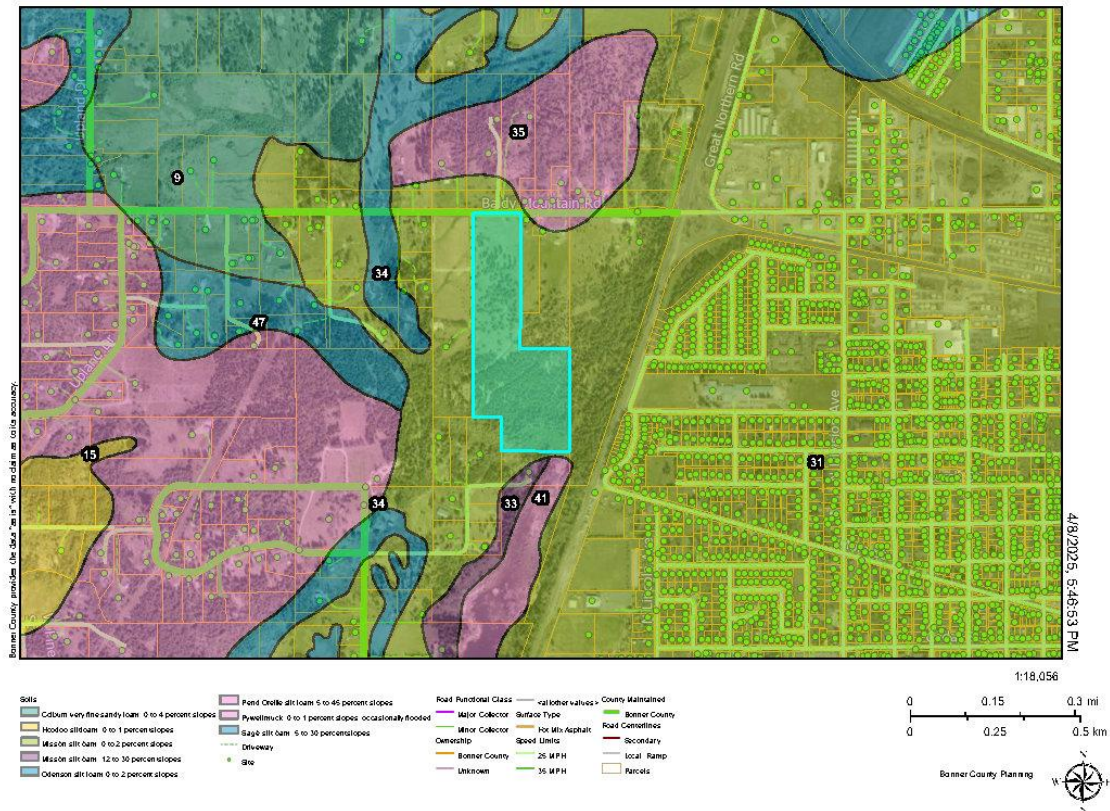 35
9
Great Northern Rd
Baldy Mountain Rd
34
47
15
31
34
33
41
Bonner County provides the data "as is" with no claim as to its accuracy.
4/8/2025, 5:46:53 PM
1:18,056
Soils
Colburn very fine sandy loam 0 to 4 percent slopes
Hoodoo silt loam 0 to 1 percent slopes
Mission silt loam 0 to 2 percent slopes
Mission silt loam 12 to 30 percent slopes
Odenson silt loam 0 to 2 percent slopes
Pend Oreille silt loam 5 to 45 percent slopes
Pywell muck 0 to 1 percent slopes occasionally flooded
Sagle silt loam 5 to 30 percent slopes
Driveway
Site
Road Functional Class
Major Collector
Minor Collector
Ownership
Bonner County
Unknown
<all other values>
Surface Type
Hot Mix Asphalt
Speed Limits
25 MPH
35 MPH
County Maintained
Bonner County
Road Centerlines
Secondary
Local Ramp
Parcels
0 0.15 0.3 mi
0 0.25 0.5 km
Bonner County Planning
N
W E